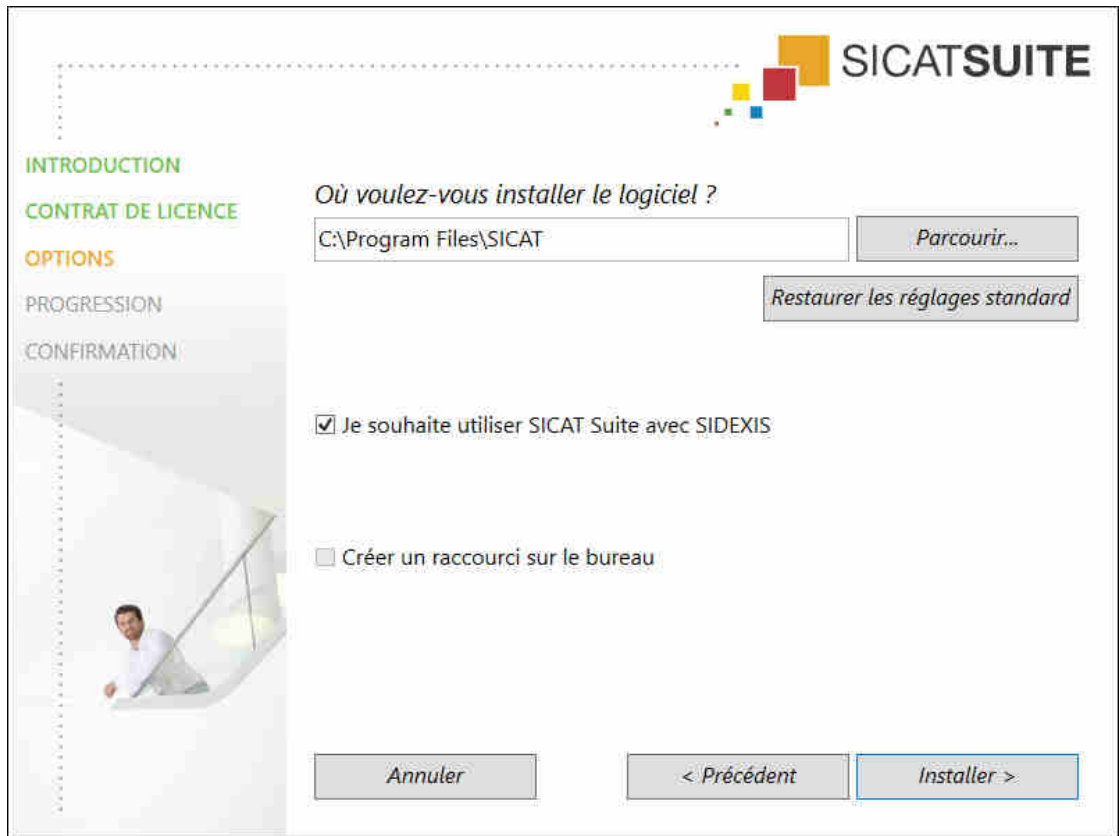 SICATSUITE
INTRODUCTION
CONTRAT DE LICENCE
OPTIONS
PROGRESSION
CONFIRMATION
Où voulez-vous installer le logiciel ?
C:\Program Files\SICAT
Parcourir...
Restaurer les réglages standard
Je souhaite utiliser SICAT Suite avec SIDEXIS
Créer un raccourci sur le bureau
Annuler
< Précédent
Installer >